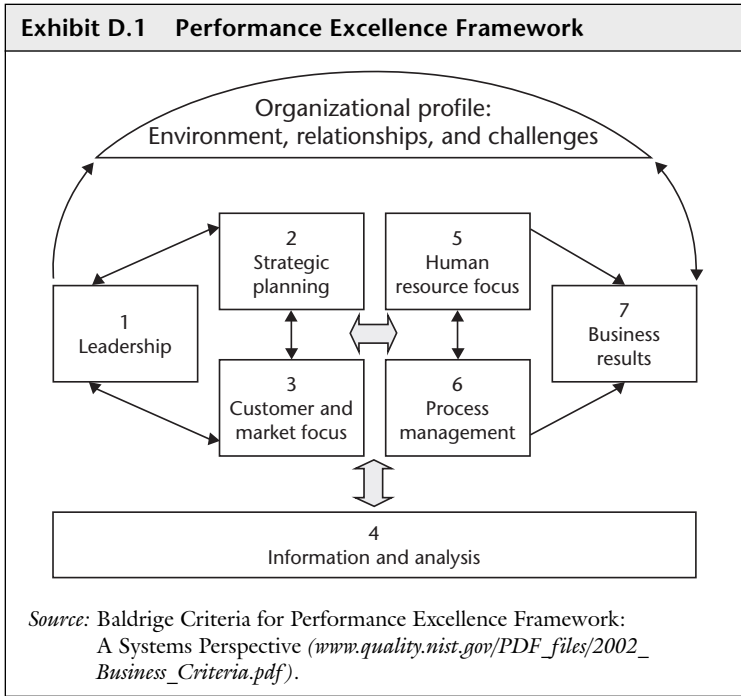 Exhibit D.1 Performance Excellence Framework
Organizational profile:
Environment, relationships, and challenges
1
Leadership
2
Strategic
planning
3
Customer and
market focus
5
Human
resource focus
6
Process
management
7
Business
results
4
Information and analysis
Source: Baldrige Criteria for Performance Excellence Framework:
A Systems Perspective (www.quality.nist.gov/PDF_files/2002_
Business_Criteria.pdf).